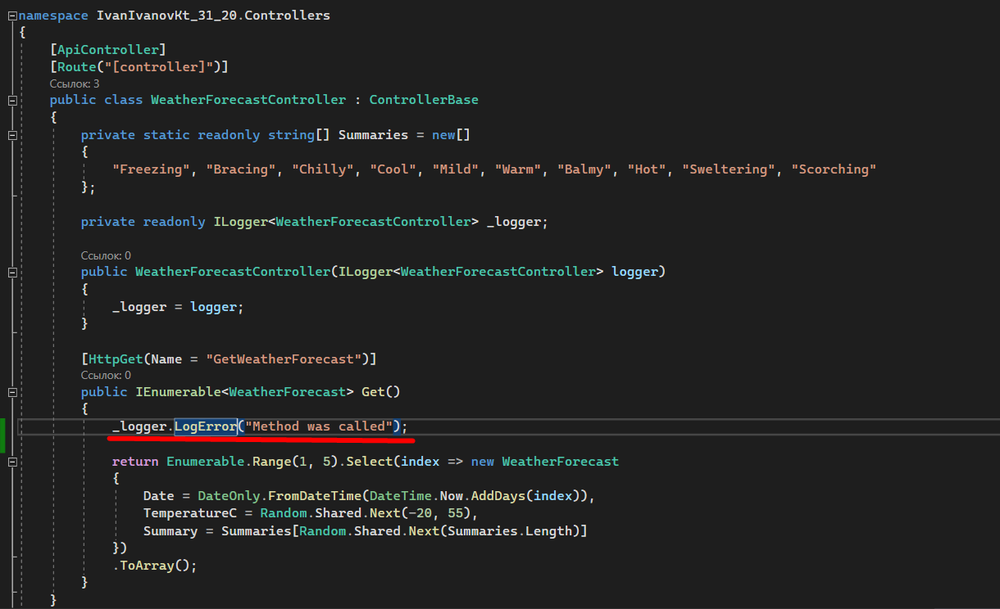 namespace IvanIvanovKt_31_20.Controllers
{
[ApiController]
[Route("[controller]")]
Ссылок: 3
public class WeatherForecastController : ControllerBase
{
private static readonly string[] Summaries = new[]
{
"Freezing", "Bracing", "Chilly", "Cool", "Mild", "Warm", "Balmy", "Hot", "Sweltering", "Scorching"
};
private readonly ILogger<WeatherForecastController> _logger;
Ссылок: 0
public WeatherForecastController(ILogger<WeatherForecastController> logger)
{
_logger = logger;
}
[HttpGet(Name = "GetWeatherForecast")]
Ссылок: 0
public IEnumerable<WeatherForecast> Get()
{
_logger.LogError("Method was called");
return Enumerable.Range(1, 5).Select(index => new WeatherForecast
{
Date = DateOnly.FromDateTime(DateTime.Now.AddDays(index)),
TemperatureC = Random.Shared.Next(-20, 55),
Summary = Summaries[Random.Shared.Next(Summaries.Length)]
})
.ToArray();
}
}